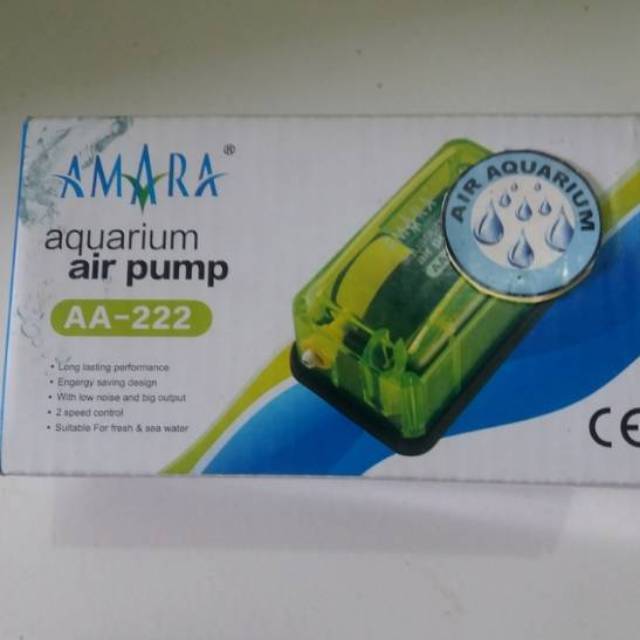 AMARA®
aquarium
air pump
AA-222
• Long lasting performance
• Engergy saving design
• With low noise and big output
• 2 speed control
• Suitable For fresh & sea water
AIR AQUARIUM
AMARA
CE